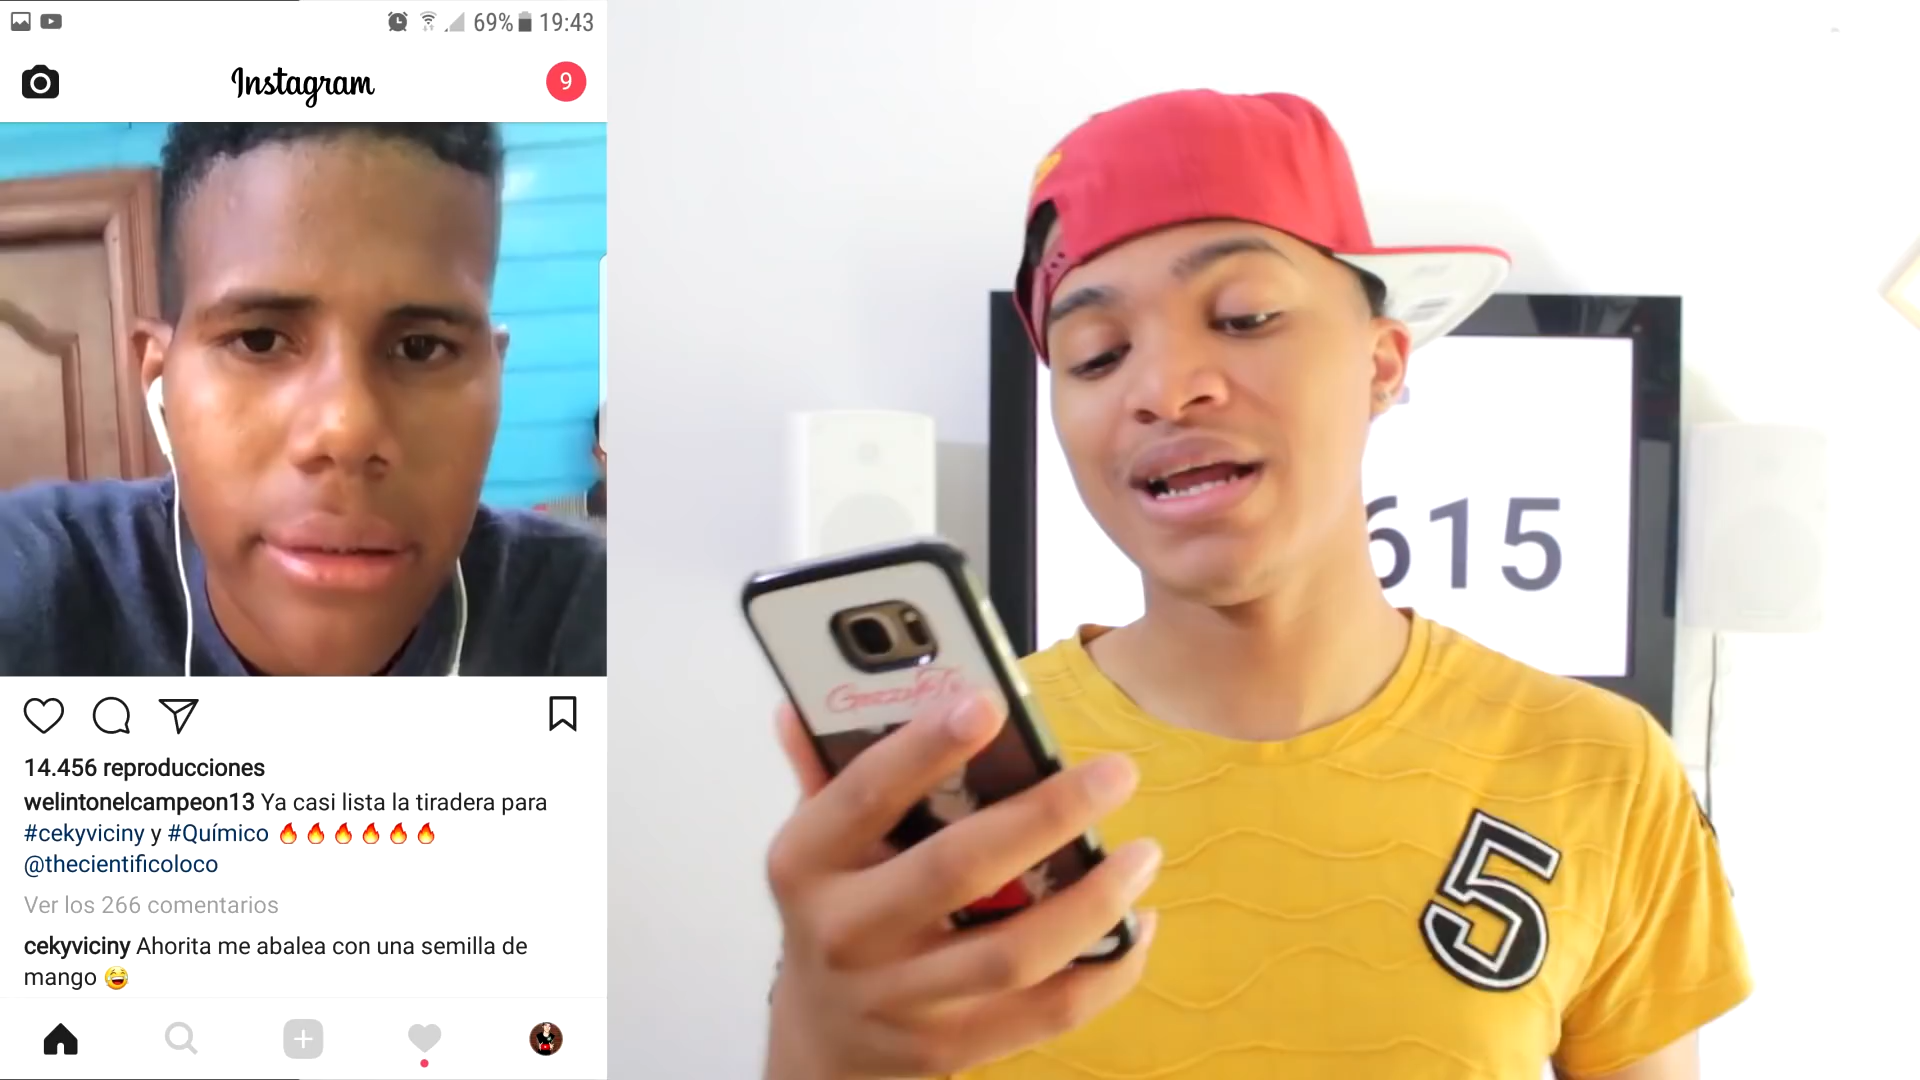 69% 19:43
Instagram
9
14.456 reproducciones
welintonelcampeon13 Ya casi lista la tiradera para
#cekyviciny y #Químico 🔥🔥🔥🔥🔥🔥
@thecientificoloco
Ver los 266 comentarios
cekyviciny Ahorita me abalea con una semilla de
mango 😂
615
5